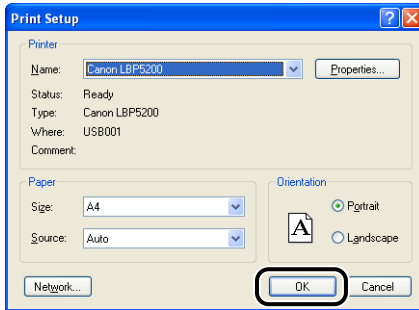 Print Setup
Printer
Name: Canon LBP5200 Properties...
Status: Ready
Type: Canon LBP5200
Where: USB001
Comment:
Paper
Size: A4
Source: Auto
Orientation
A
Portrait
Landscape
Network... OK Cancel